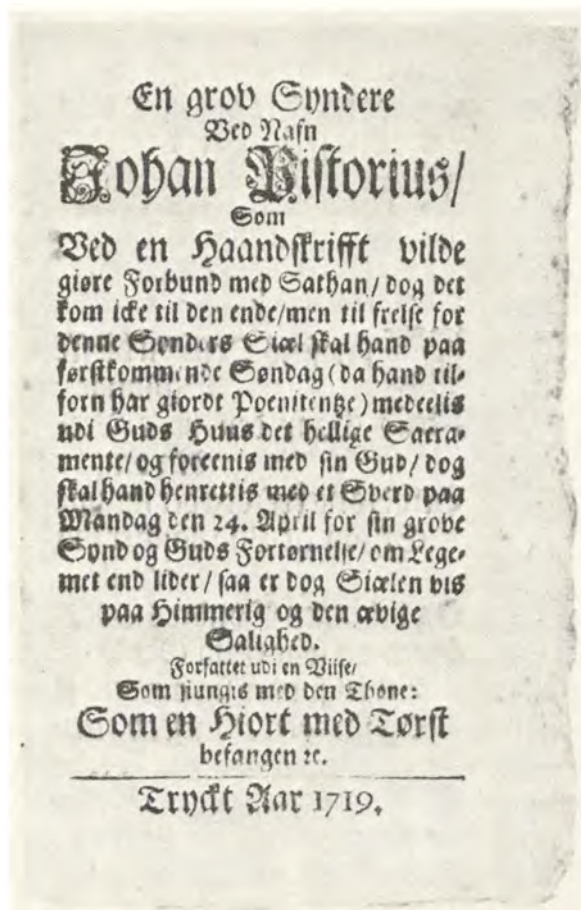 En grov Syndere
Ved Nafn
Johan Pistorius/
Som
Ved en Haandskrifft vilde
giøre Forbund med Sathan/ dog det
kom icke til den ende/men til frelse for
denne Synders Siæl skal hand paa
førstkommende Søndag (da hand til-
forn har giordt Poenitentze) medeelis
udi Guds Huus det hellige Sacra-
mente/ og foreenis med sin Gud/ dog
skal hand henrettis med et Sverd paa
Mandag den 24. April for sin grove
Synd og Guds Fortørnelse/ om Lege-
met end lider/ saa er dog Siælen vis
paa Himmerig og den ævige
Salighed.
Forfattet udi en Viise/
Som siungis med den Thone:
Som en Hiort med Tørst
befangen ꝛc.
Tryckt Aar 1719.